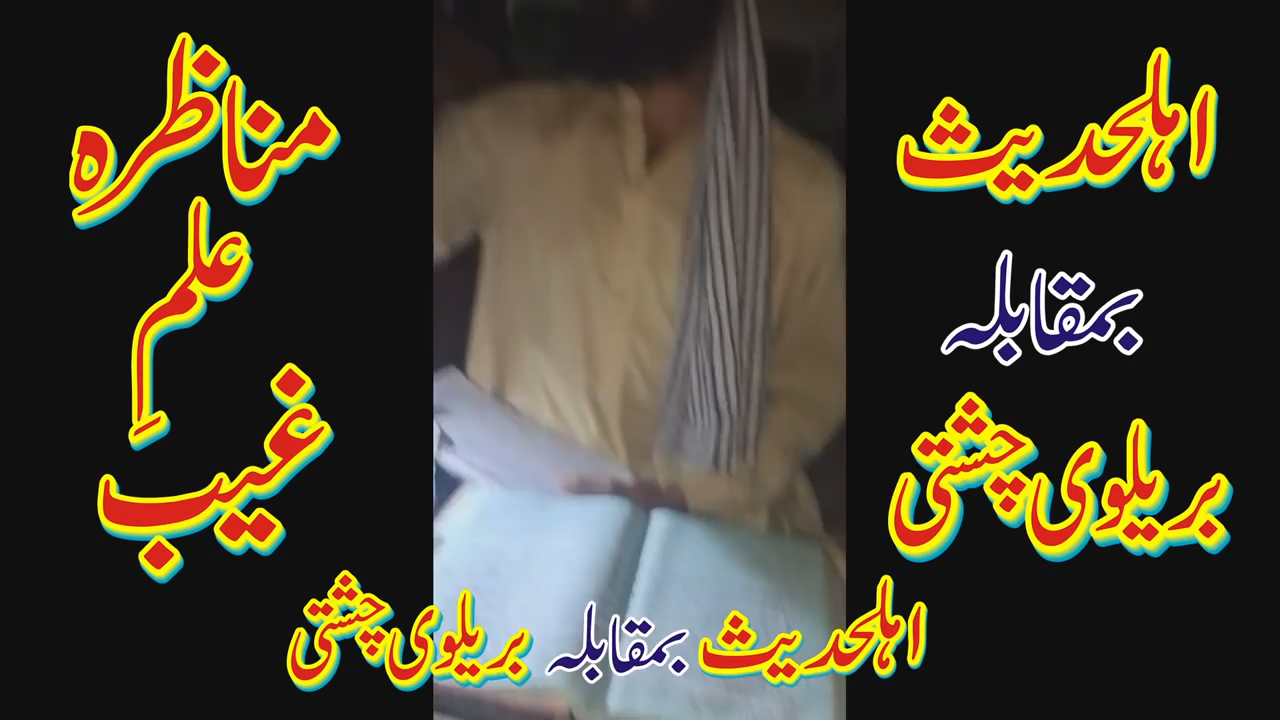 اہلحدیث
بمقابلہ
بریلوی چشتی
مناظرہ
علمِ
غیب
اہلحدیث بمقابلہ بریلوی چشتی